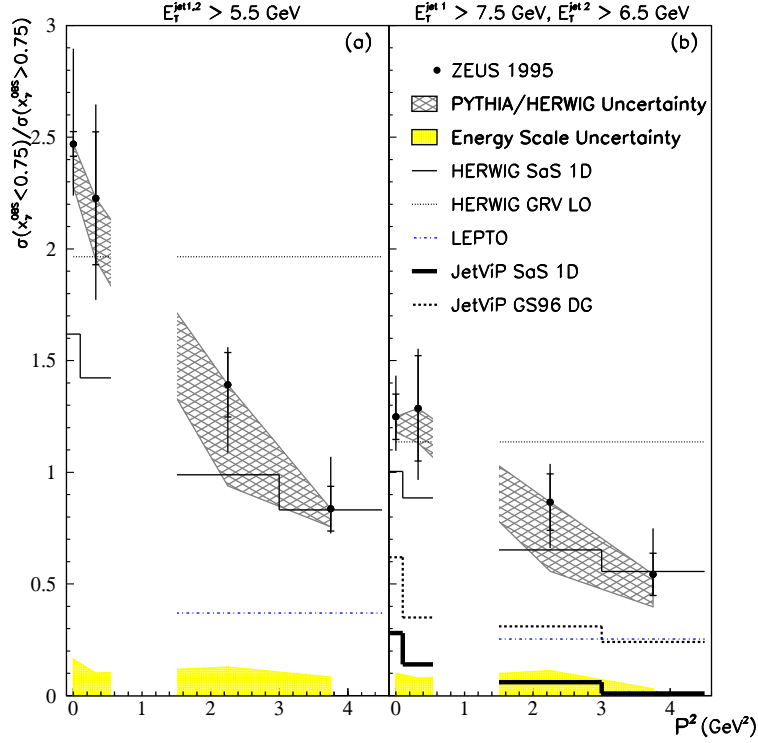 E_T^jet1,2 > 5.5 GeV
E_T^jet 1 > 7.5 GeV, E_T^jet 2 > 6.5 GeV
σ(x_γ^OBS<0.75)/σ(x_γ^OBS>0.75)
(a)
(b)
ZEUS 1995
PYTHIA/HERWIG Uncertainty
Energy Scale Uncertainty
HERWIG SaS 1D
HERWIG GRV LO
LEPTO
JetViP SaS 1D
JetViP GS96 DG
3
2.5
2
1.5
1
0.5
0
0 1 2 3 4
0 1 2 3 4
P² (GeV²)